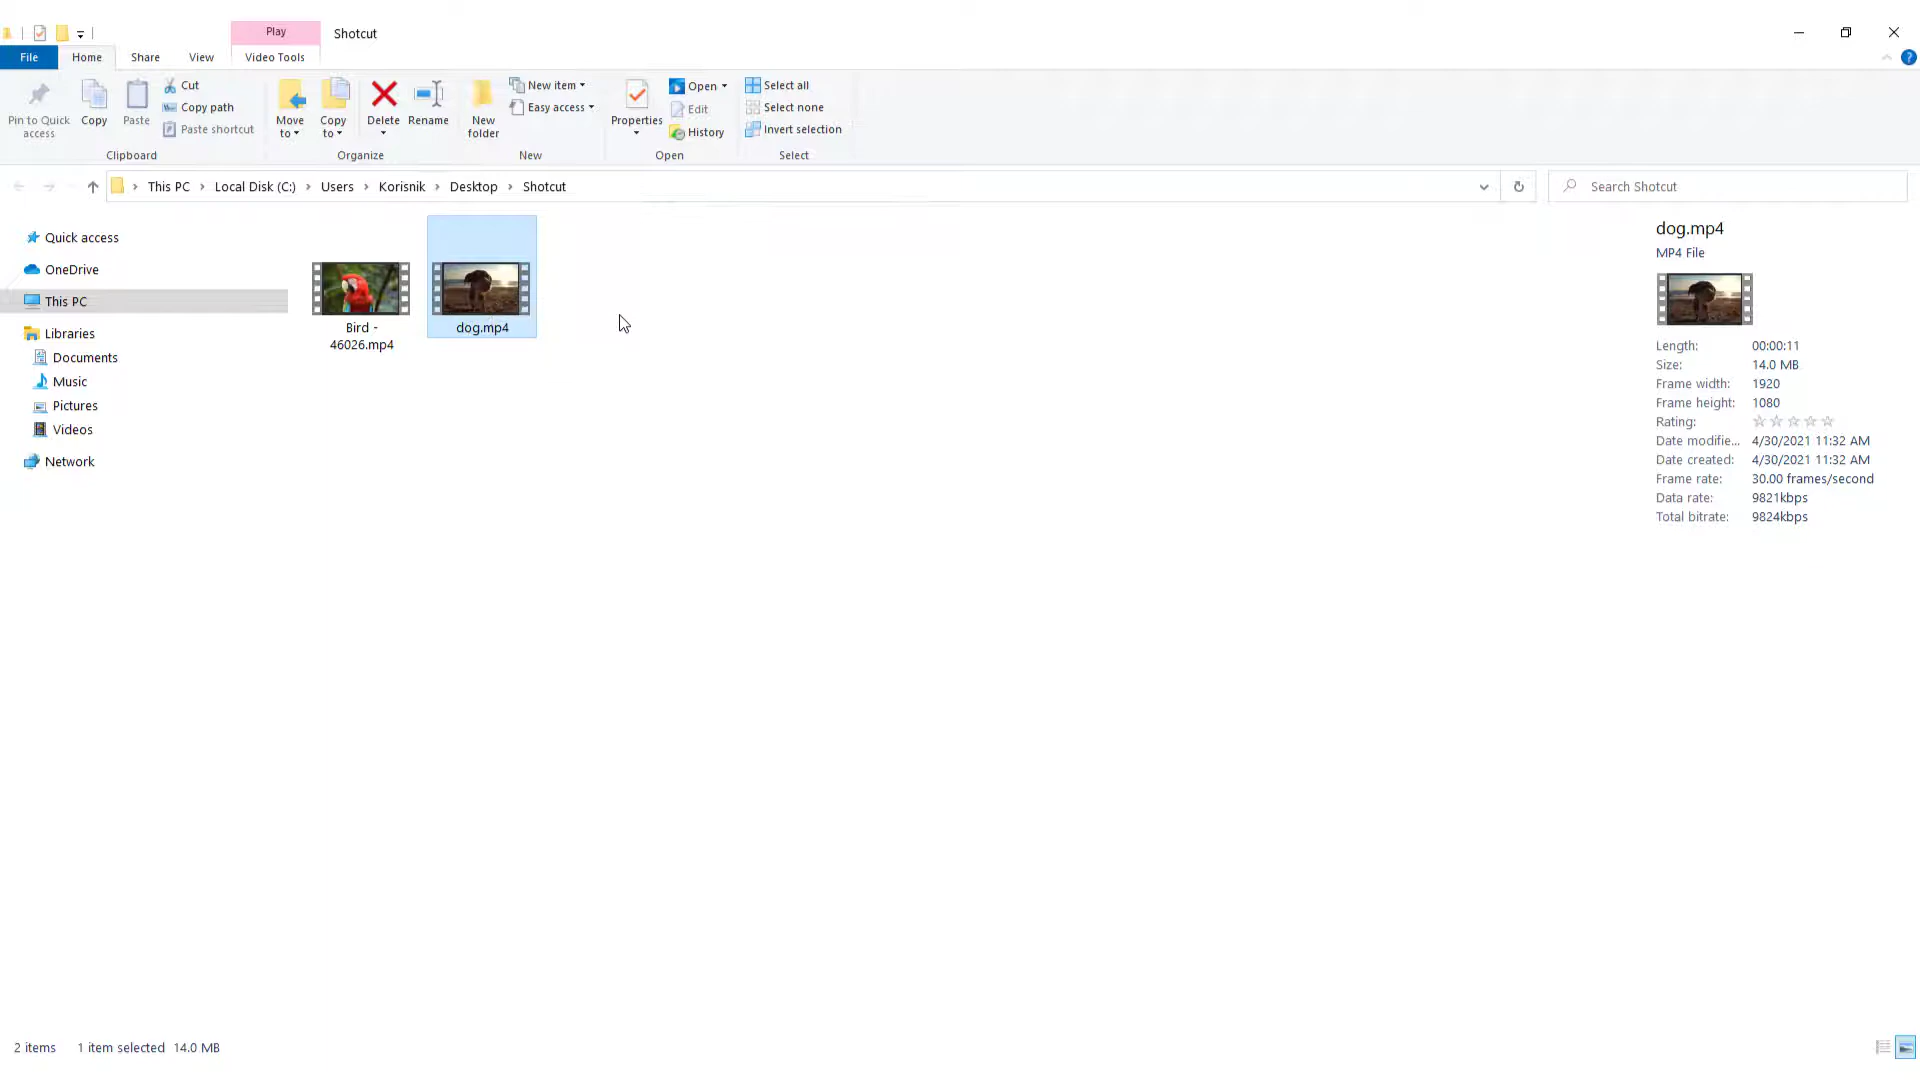 Play
Shotcut
File
Home
Share
View
Video Tools
Pin to Quick
access
Copy
Paste
Cut
Copy path
Paste shortcut
Clipboard
Move
to
Copy
to
Delete
Rename
Organize
New
folder
New item
Easy access
New
Properties
Open
Edit
History
Open
Select all
Select none
Invert selection
Select
This PC
Local Disk (C:)
Users
Korisnik
Desktop
Shotcut
Search Shotcut
Quick access
OneDrive
This PC
Libraries
Documents
Music
Pictures
Videos
Network
Bird -
46026.mp4
dog.mp4
dog.mp4
MP4 File
Length: 00:00:11
Size: 14.0 MB
Frame width: 1920
Frame height: 1080
Rating:
Date modifie... 4/30/2021 11:32 AM
Date created: 4/30/2021 11:32 AM
Frame rate: 30.00 frames/second
Data rate: 9821kbps
Total bitrate: 9824kbps
2 items 1 item selected 14.0 MB